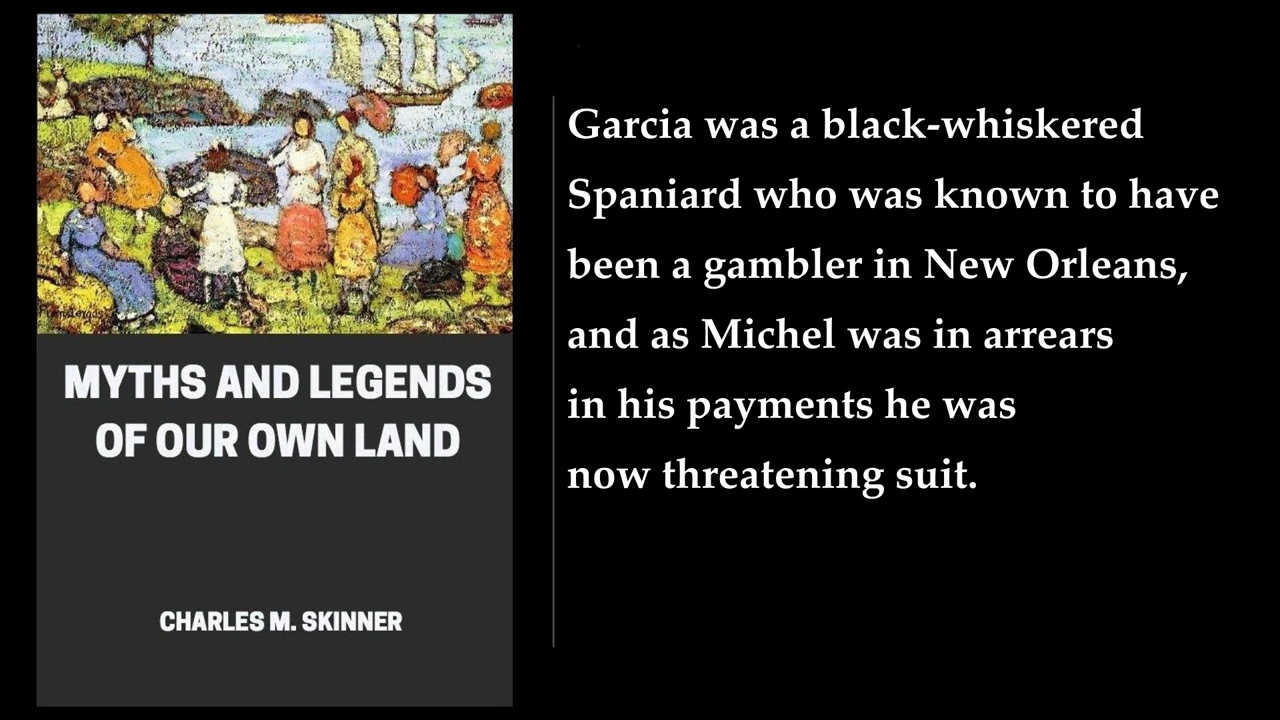 MYTHS AND LEGENDS
OF OUR OWN LAND
CHARLES M. SKINNER
Garcia was a black-whiskered
Spaniard who was known to have
been a gambler in New Orleans,
and as Michel was in arrears
in his payments he was
now threatening suit.